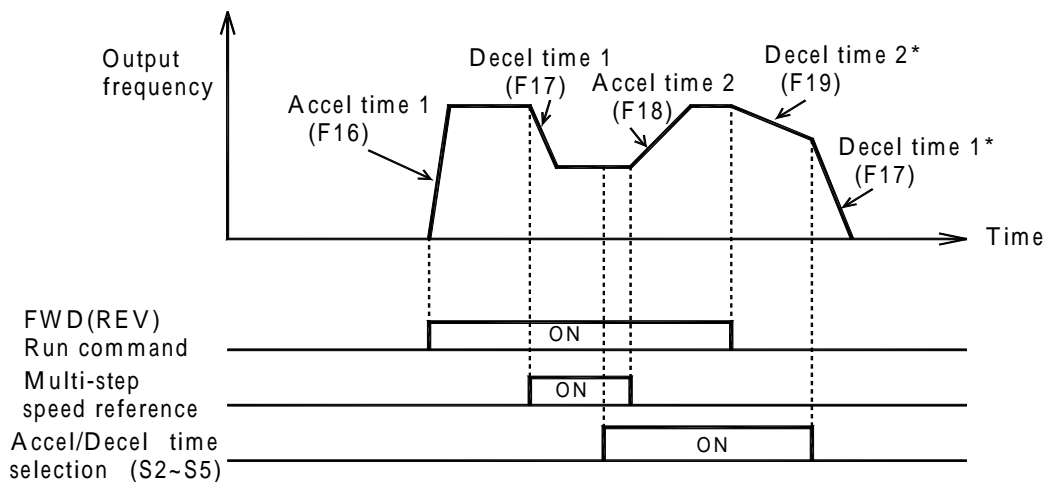 Output
frequency
Accel time 1
(F16)
Decel time 1
(F17)
Accel time 2
(F18)
Decel time 2*
(F19)
Decel time 1*
(F17)
Time
FWD(REV)
Run command
ON
Multi-step
speed reference
ON
Accel/Decel time
selection (S2~S5)
ON